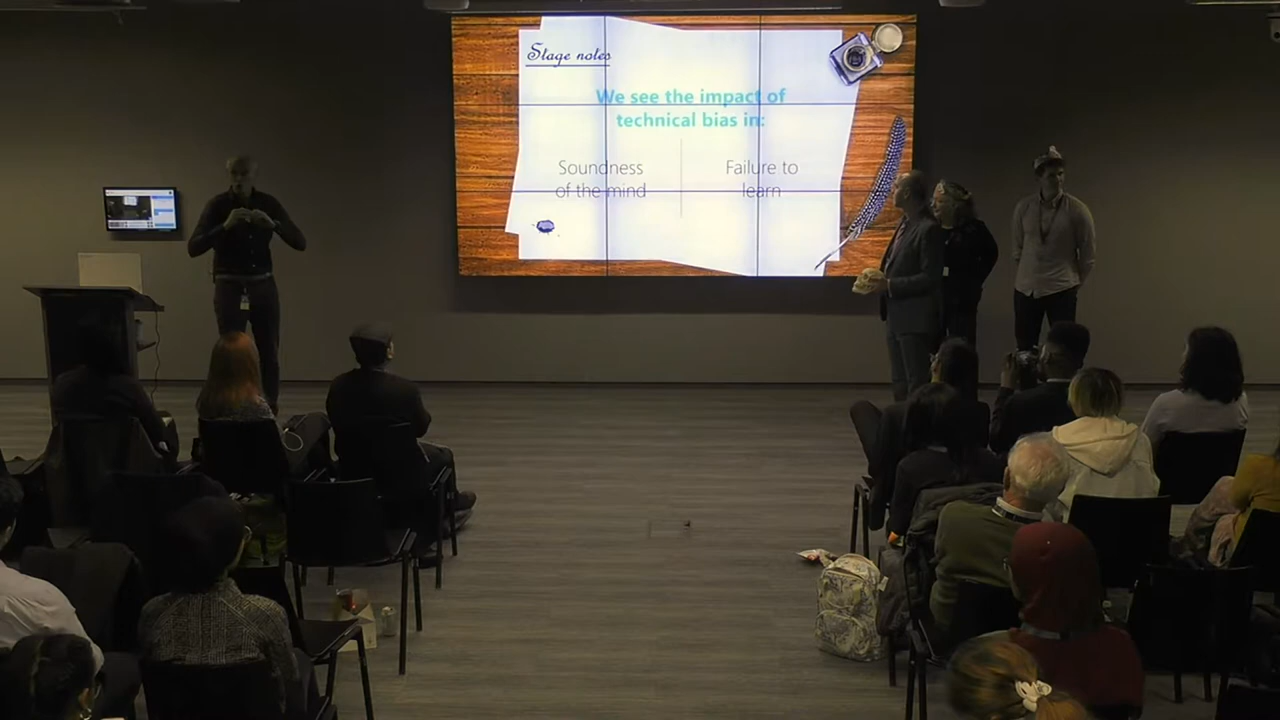 Stage notes
We see the impact of
technical bias in:
Soundness
of the mind
Failure to
learn